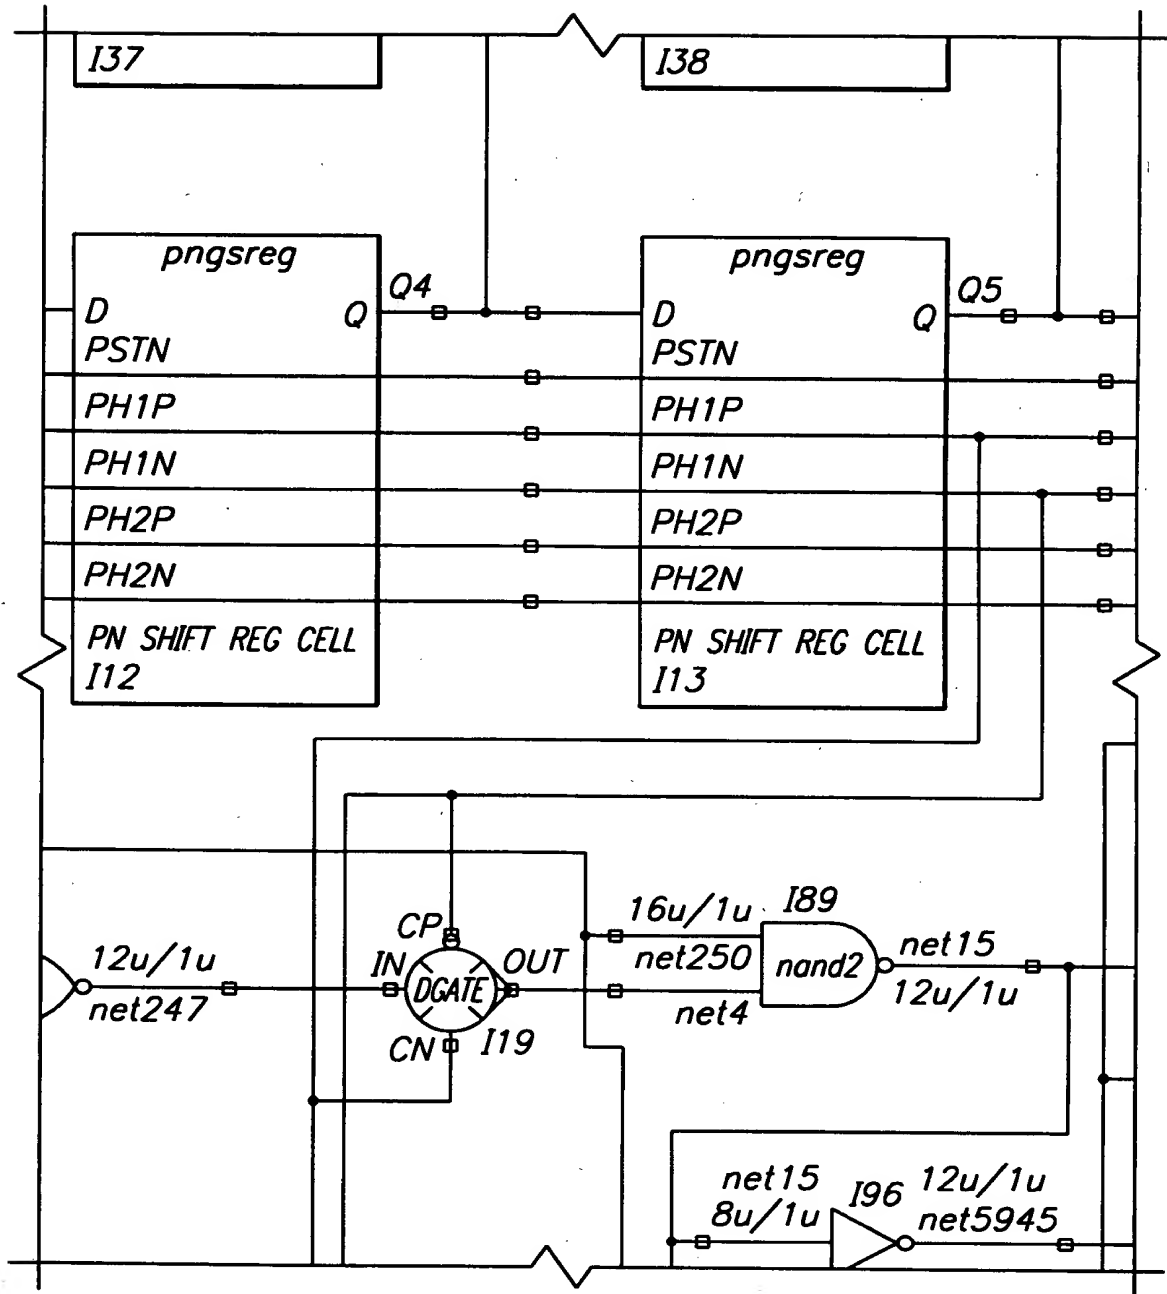 I37
I38
pngsreg
D
Q
Q4
PSTN
PH1P
PH1N
PH2P
PH2N
PN SHIFT REG CELL
I12
pngsreg
D
Q
Q5
PSTN
PH1P
PH1N
PH2P
PH2N
PN SHIFT REG CELL
I13
12u/1u
net247
CP
IN
DGATE
OUT
CN
I19
16u/1u
net250
net4
I89
nand2
net15
12u/1u
net15
8u/1u
I96
12u/1u
net5945